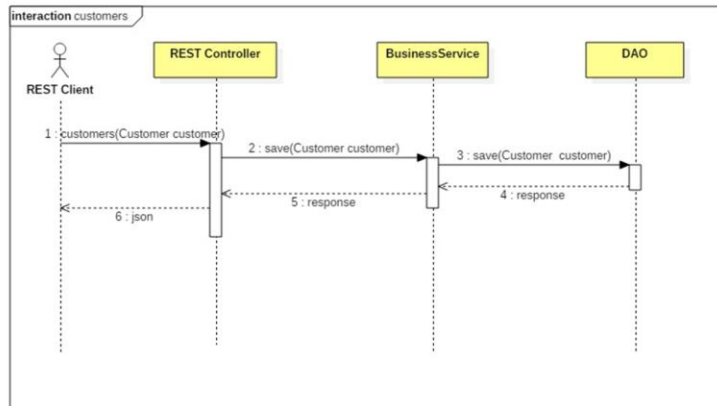 interaction customers
REST Client
REST Controller
BusinessService
DAO
1 : customers(Customer customer)
2 : save(Customer customer)
3 : save(Customer customer)
4 : response
5 : response
6 : json